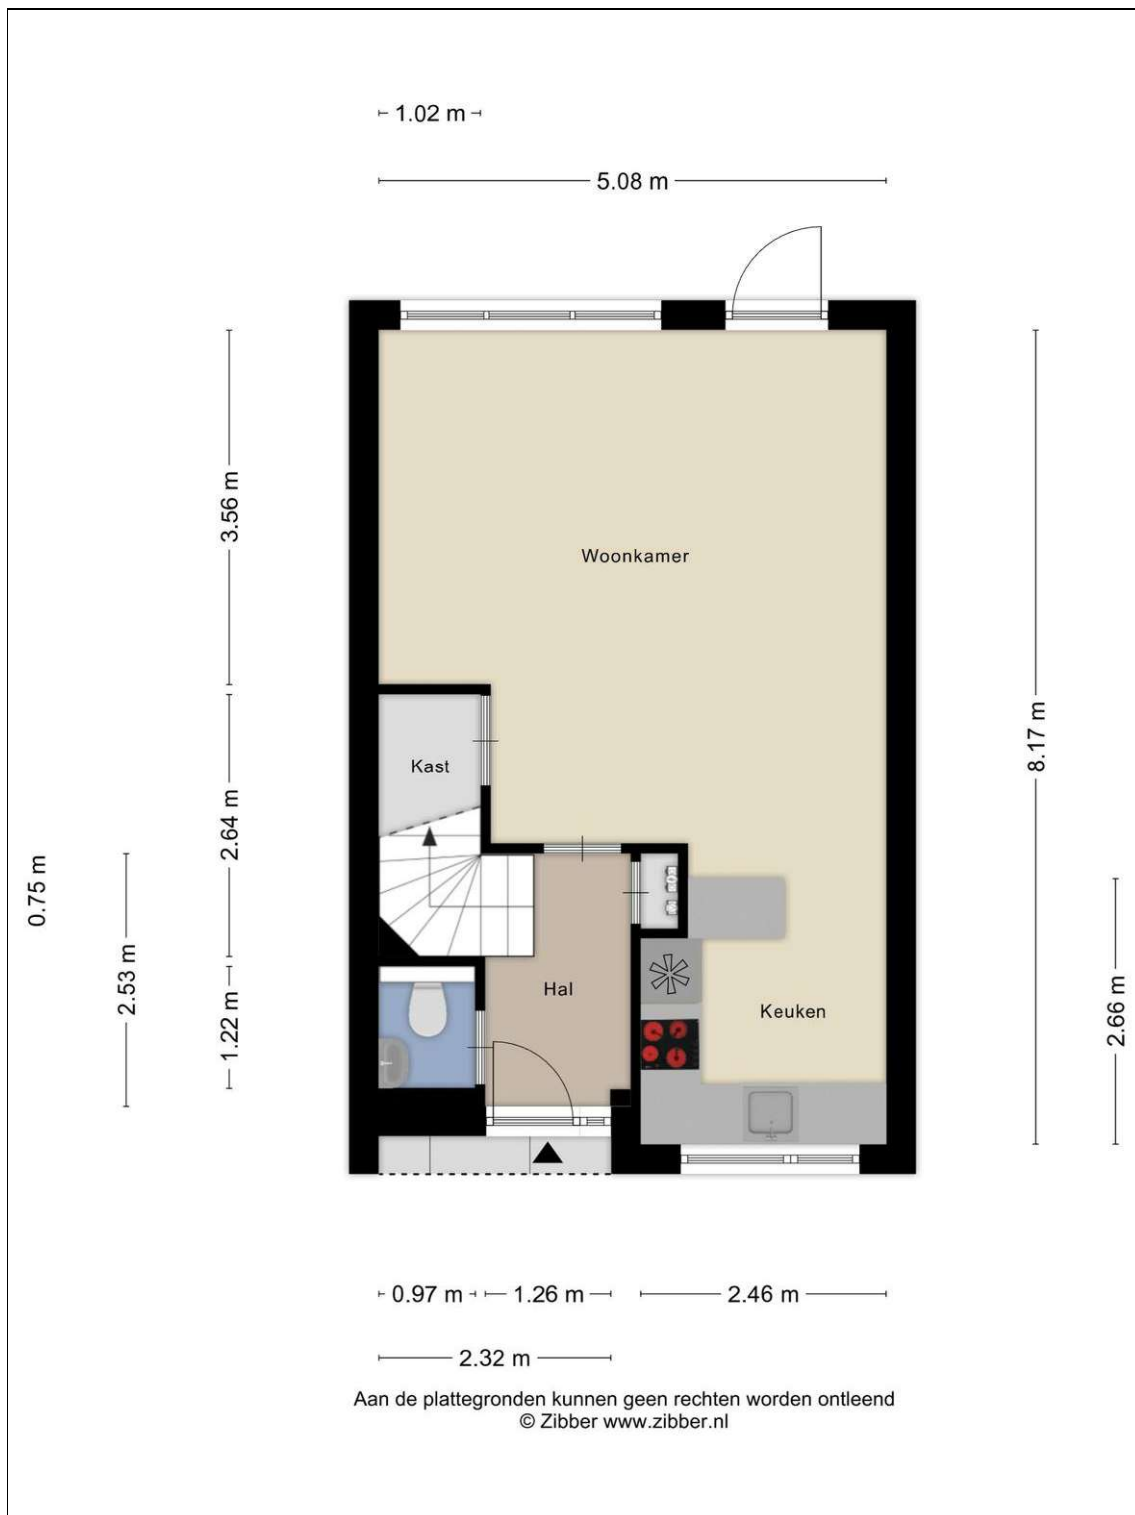 1.02 m
5.08 m
3.56 m
Woonkamer
8.17 m
Kast
2.64 m
0.75 m
2.53 m
Hal
1.22 m
Keuken
2.66 m
0.97 m
1.26 m
2.46 m
2.32 m
Aan de plattegronden kunnen geen rechten worden ontleend
© Zibber www.zibber.nl